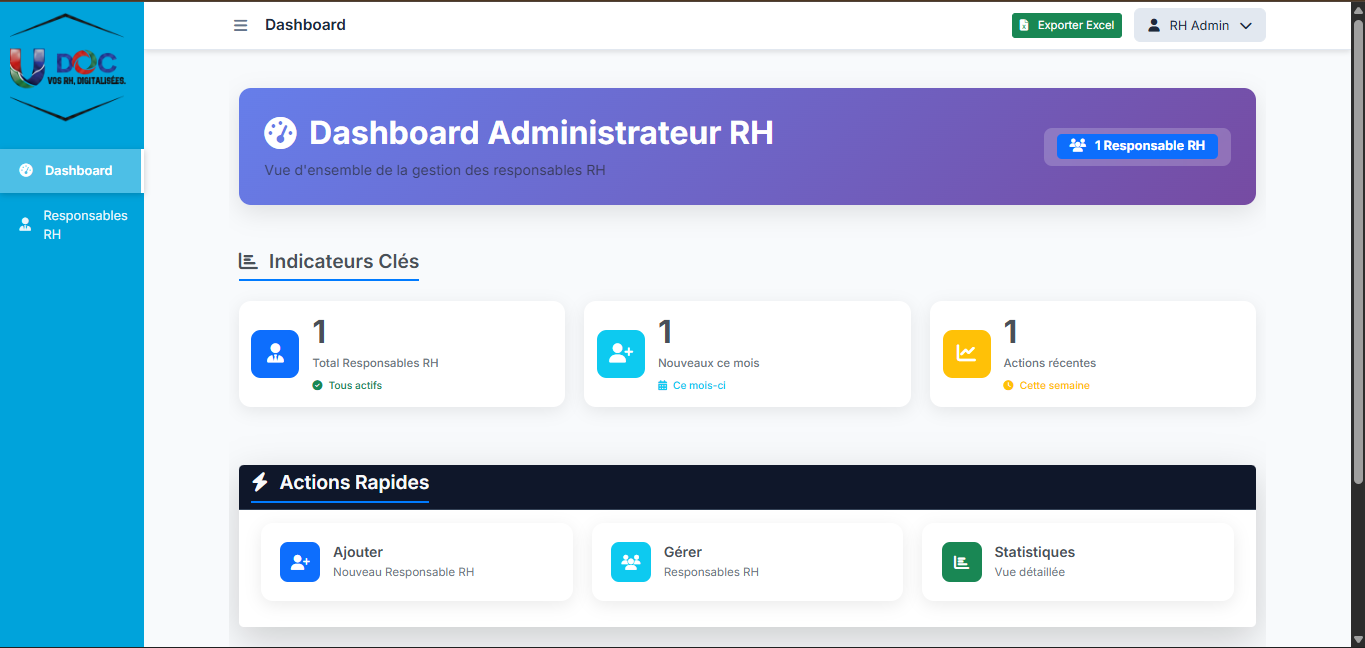 U DOC
VOS RH, DIGITALISÉES.
Dashboard
Responsables
RH
Dashboard
Exporter Excel
RH Admin
Dashboard Administrateur RH
Vue d'ensemble de la gestion des responsables RH
1 Responsable RH
Indicateurs Clés
1
Total Responsables RH
Tous actifs
1
Nouveaux ce mois
Ce mois-ci
1
Actions récentes
Cette semaine
Actions Rapides
Ajouter
Nouveau Responsable RH
Gérer
Responsables RH
Statistiques
Vue détaillée